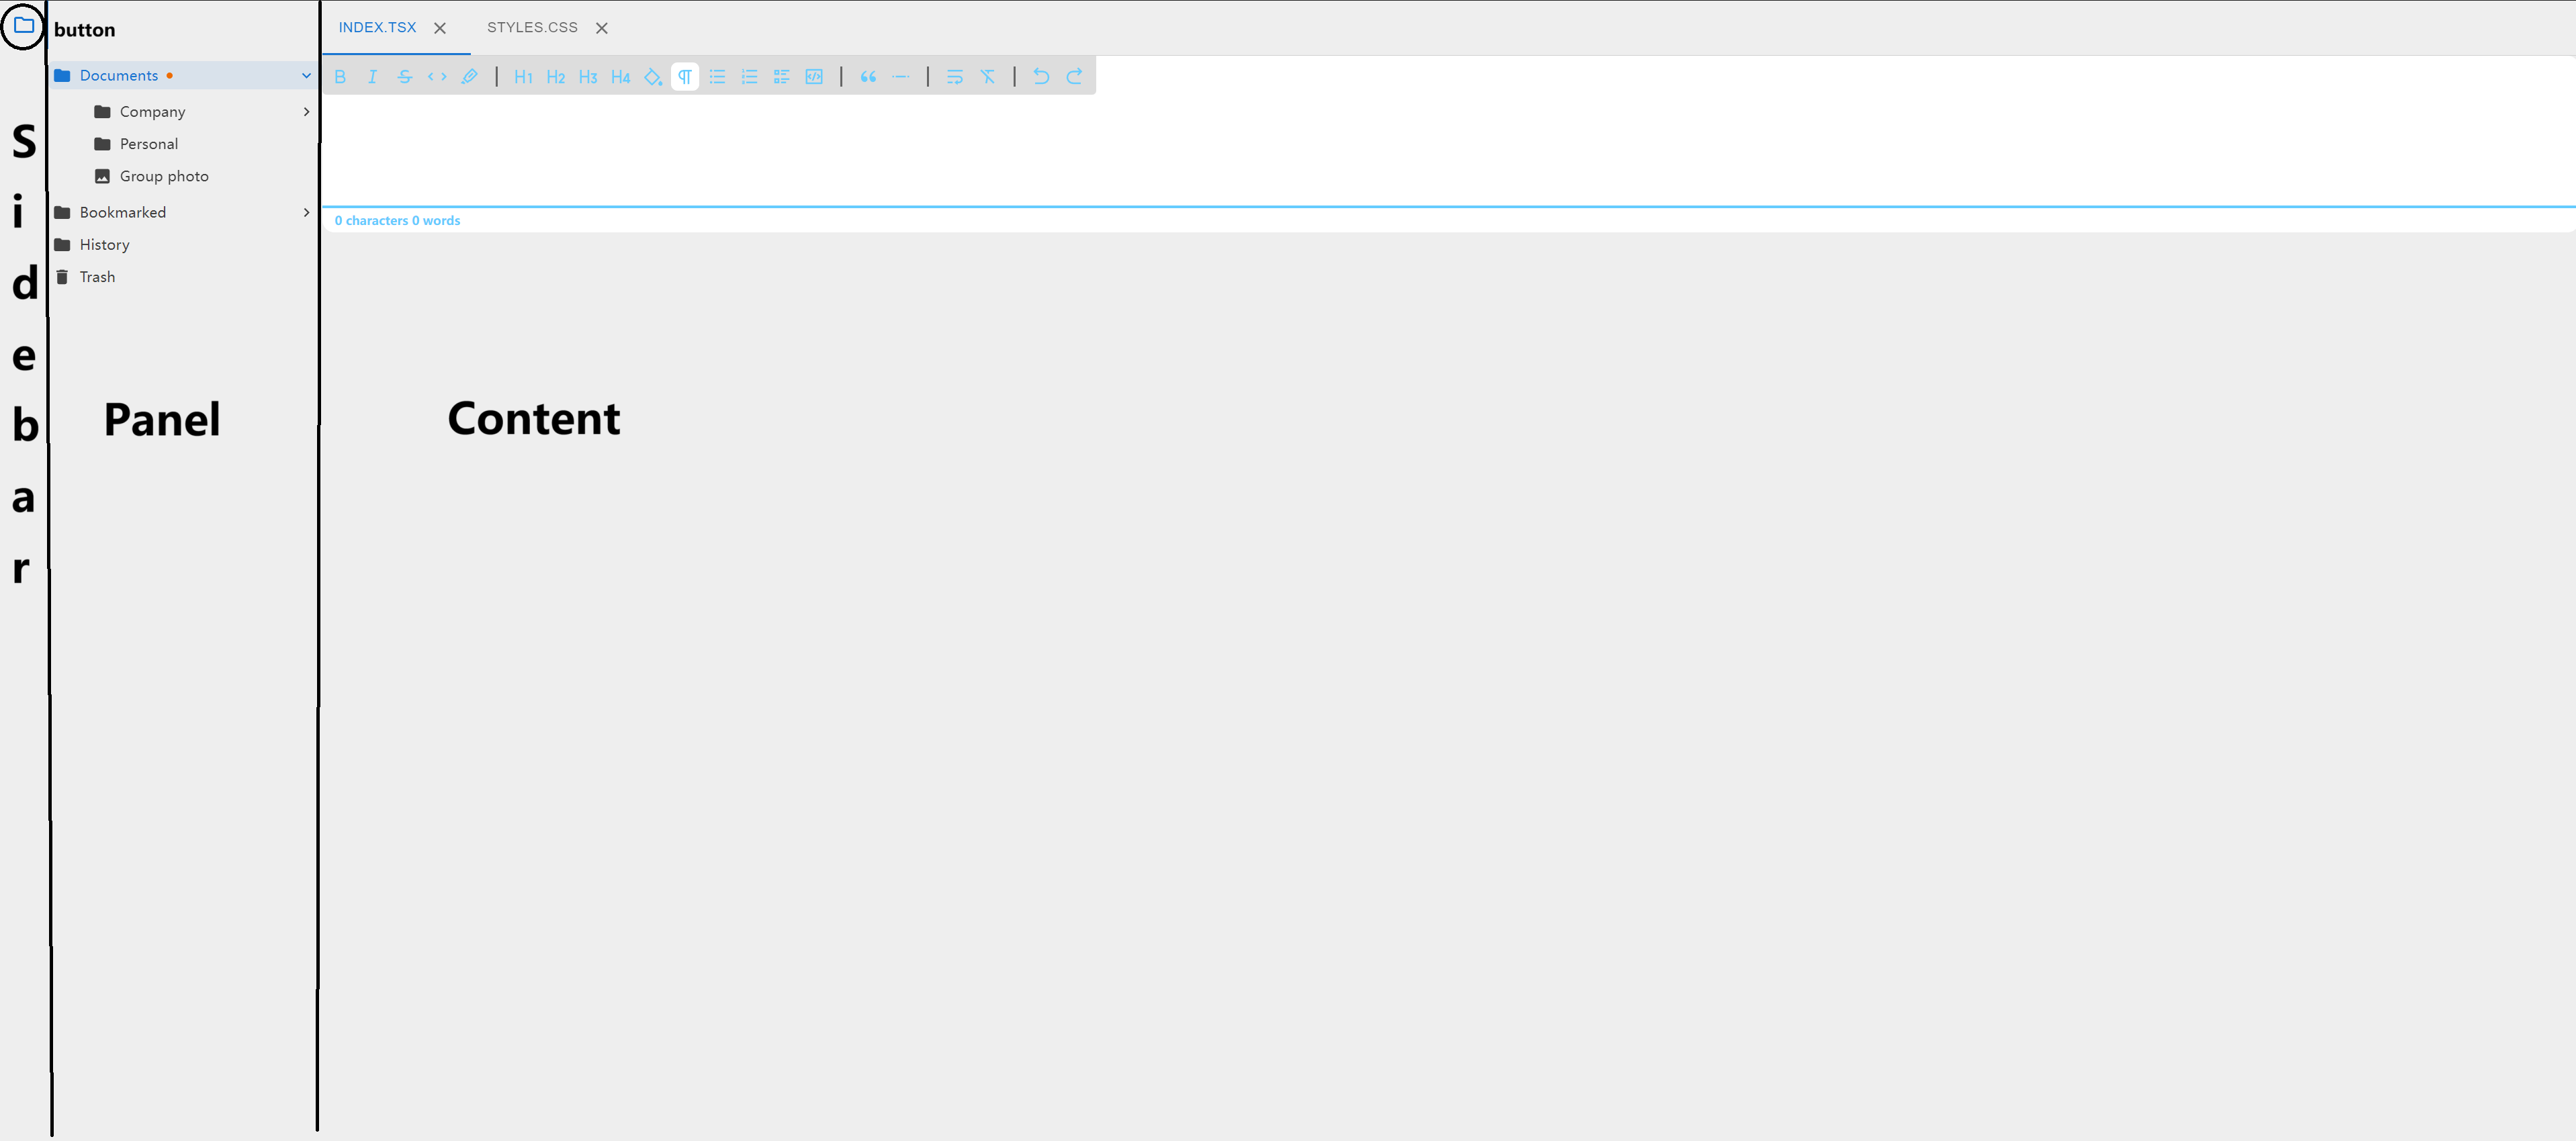 button
INDEX.TSX
STYLES.CSS
Documents
B I S <> H1 H2 H3 H4 ¶
Company
Personal
Group photo
Bookmarked
0 characters 0 words
History
Trash
Sidebar
Panel
Content